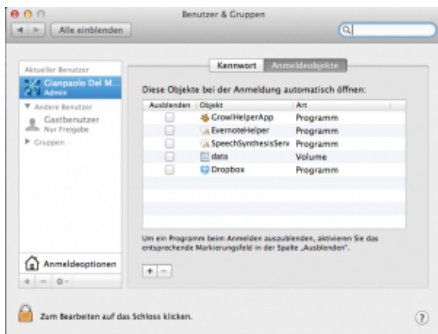 Benutzer & Gruppen
Alle einblenden
Kennwort Anmeldeobjekte
Aktueller Benutzer
Gianpaolo Del M...
Admin
Andere Benutzer
Gastbenutzer
Nur Freigabe
Gruppen
Anmeldeoptionen
Diese Objekte bei der Anmeldung automatisch öffnen:
Ausblenden Objekt Art
GrowlHelperApp Programm
EvernoteHelper Programm
SpeechSynthesisServ Programm
data Volume
Dropbox Programm
Um ein Programm beim Anmelden auszublenden, aktivieren Sie das
entsprechende Markierungsfeld in der Spalte „Ausblenden“.
Zum Bearbeiten auf das Schloss klicken.